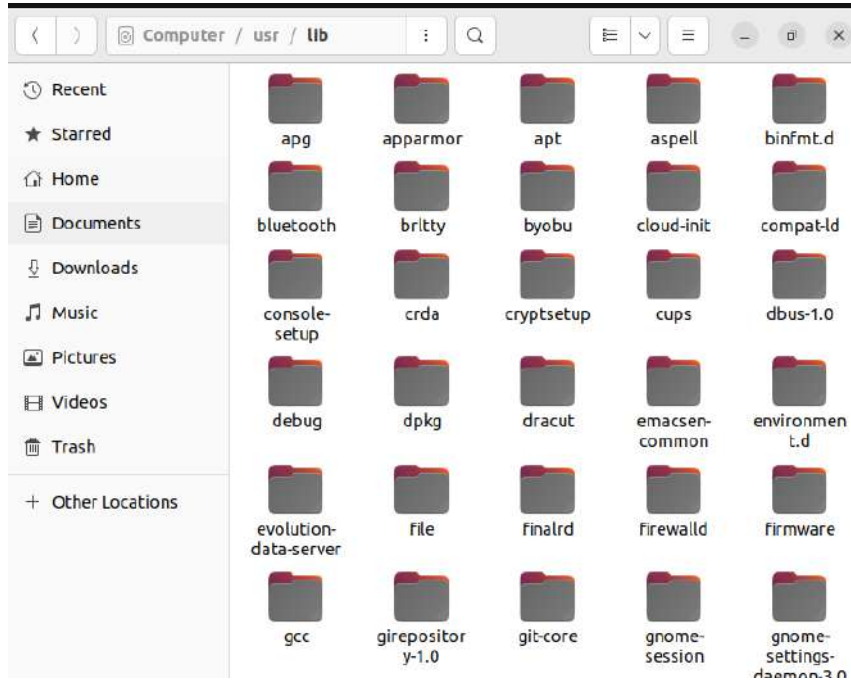 Computer / usr / lib
Recent
Starred
Home
Documents
Downloads
Music
Pictures
Videos
Trash
+ Other Locations
apg apparmor apt aspell binfmt.d
bluetooth brltty byobu cloud-init compat-ld
console- crda cryptsetup cups dbus-1.0
setup
debug dpkg dracut emacsen- environmen
common t.d
evolution- file finalrd firewalld firmware
data-server
gcc girepositor git-core gnome- gnome-
y-1.0 session settings-
daemon-3.0